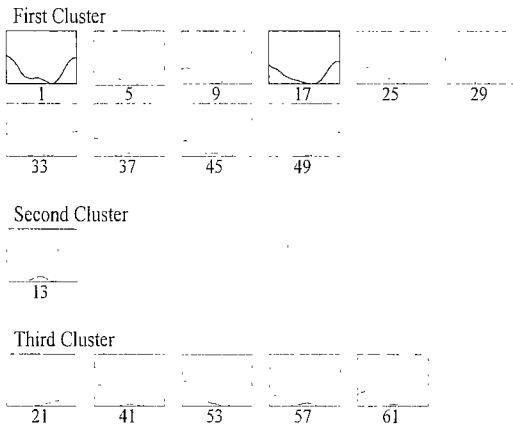 First Cluster
1 5 9 17 25 29
33 37 45 49
Second Cluster
13
Third Cluster
21 41 53 57 61